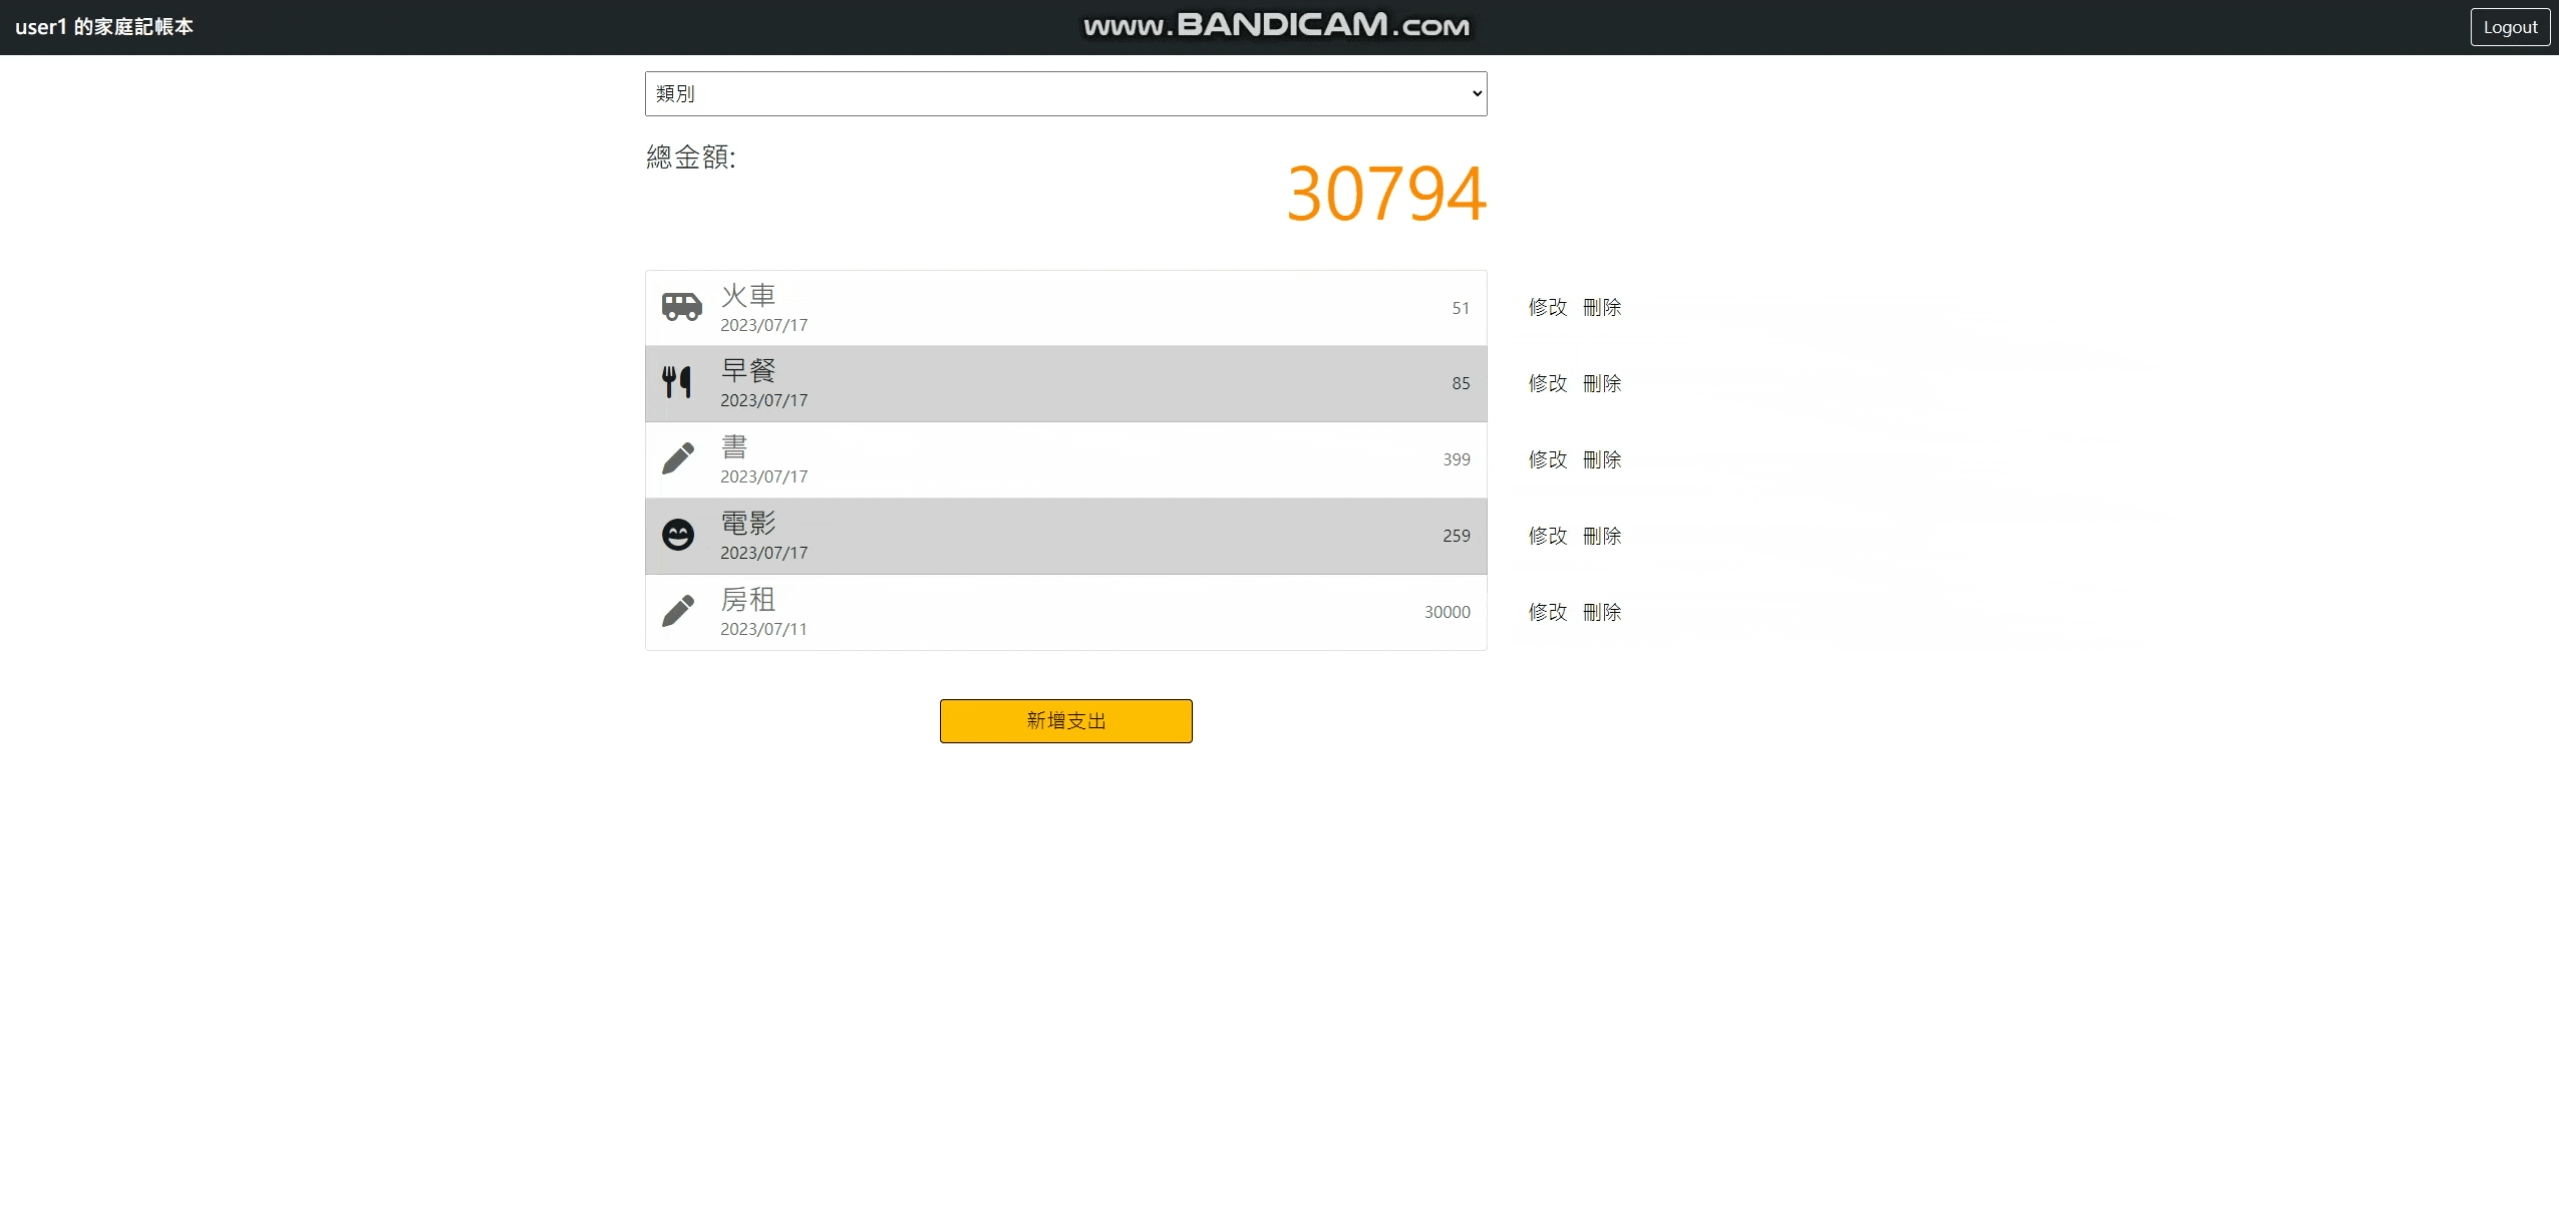 user1 的家庭記帳本
www.BANDICAM.COM
Logout
類別
總金額:
30794
火車
2023/07/17
51
修改 刪除
早餐
2023/07/17
85
修改 刪除
書
2023/07/17
399
修改 刪除
電影
2023/07/17
259
修改 刪除
房租
2023/07/11
30000
修改 刪除
新增支出